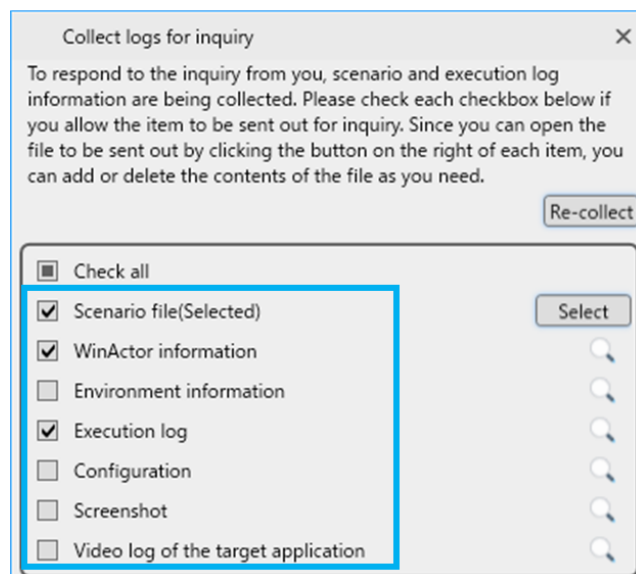 Collect logs for inquiry
To respond to the inquiry from you, scenario and execution log
information are being collected. Please check each checkbox below if
you allow the item to be sent out for inquiry. Since you can open the
file to be sent out by clicking the button on the right of each item, you
can add or delete the contents of the file as you need.
Re-collect
Check all
Scenario file(Selected) Select
WinActor information
Environment information
Execution log
Configuration
Screenshot
Video log of the target application